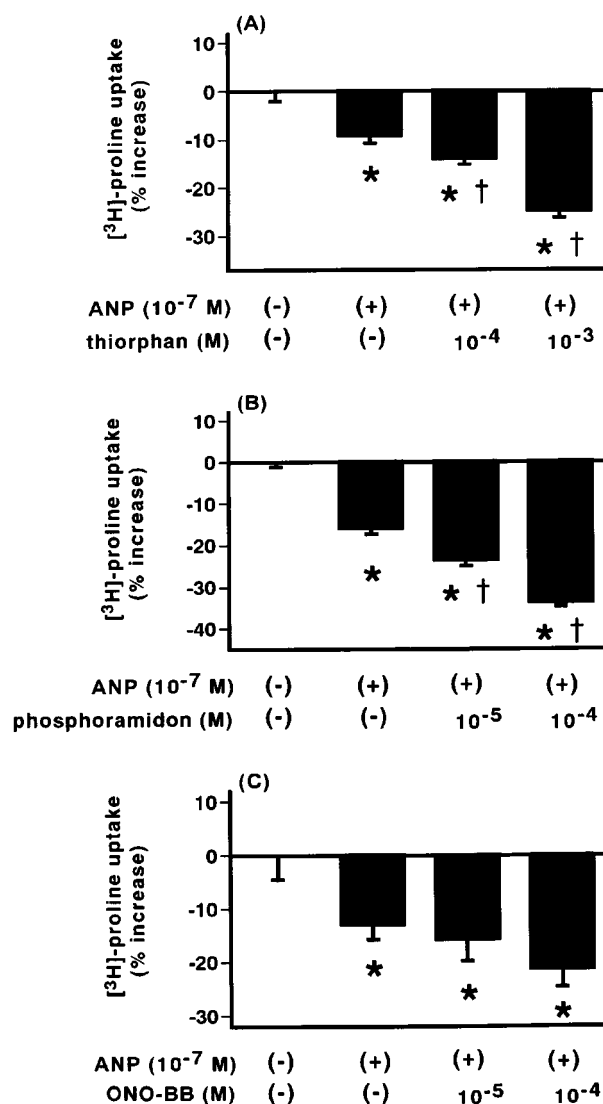 (A)
[³H]-proline uptake
(% increase)
10
0
-10
-20
-30
* * † * †
ANP (10⁻⁷ M) (-) (+) (+) (+)
thiorphan (M) (-) (-) 10⁻⁴ 10⁻³
(B)
[³H]-proline uptake
(% increase)
10
0
-10
-20
-30
-40
* * † * †
ANP (10⁻⁷ M) (-) (+) (+) (+)
phosphoramidon (M) (-) (-) 10⁻⁵ 10⁻⁴
(C)
[³H]-proline uptake
(% increase)
10
0
-10
-20
-30
* * *
ANP (10⁻⁷ M) (-) (+) (+) (+)
ONO-BB (M) (-) (-) 10⁻⁵ 10⁻⁴